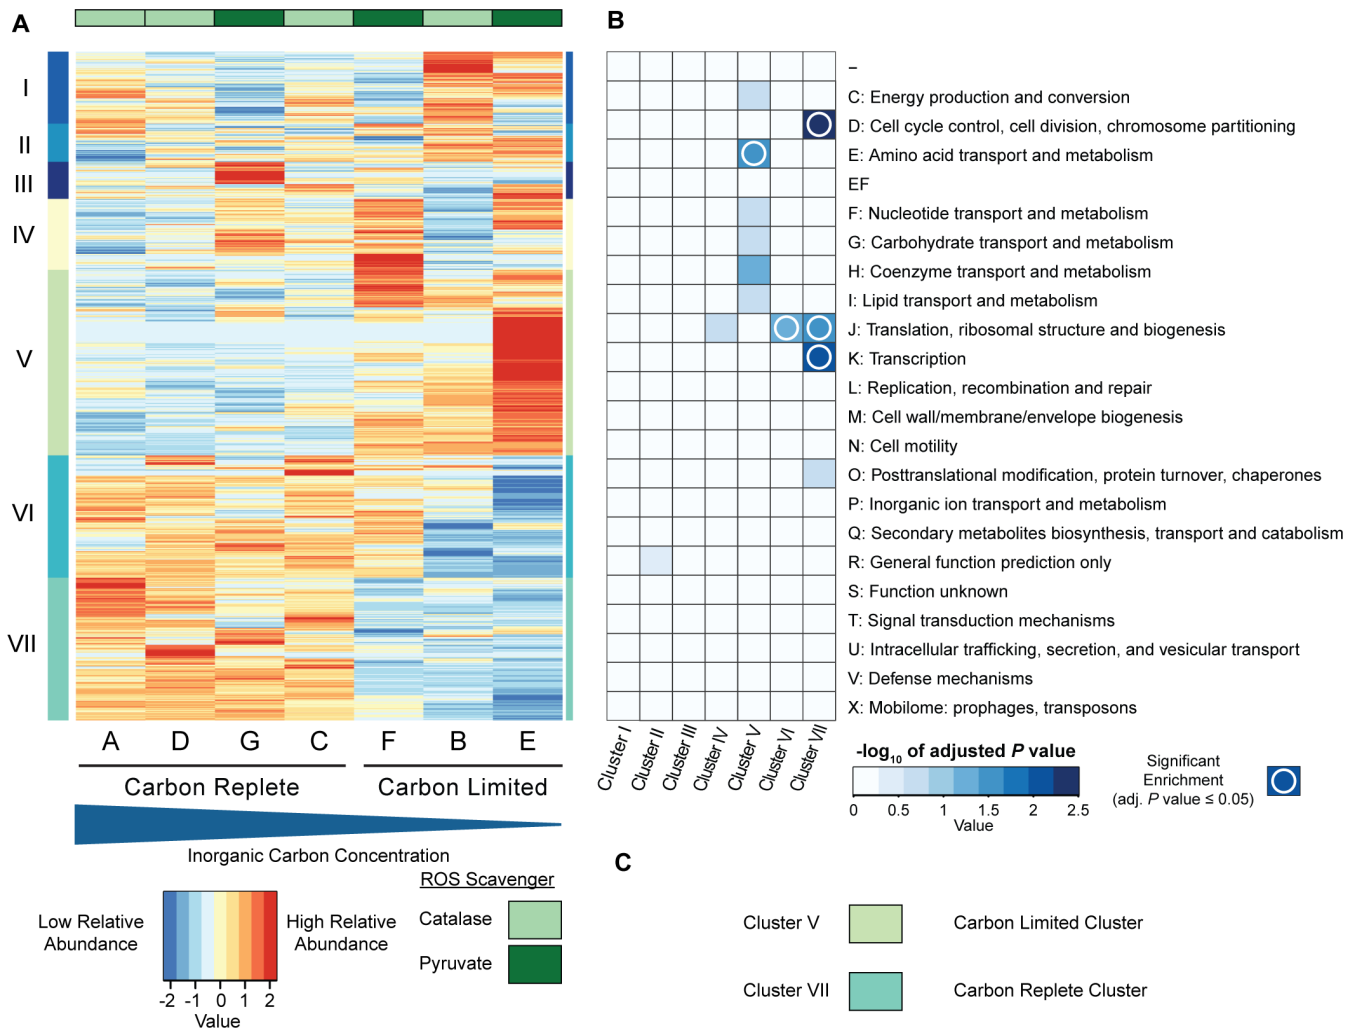 A
B
I
II
III
IV
V
VI
VII
–
C: Energy production and conversion
D: Cell cycle control, cell division, chromosome partitioning
E: Amino acid transport and metabolism
EF
F: Nucleotide transport and metabolism
G: Carbohydrate transport and metabolism
H: Coenzyme transport and metabolism
I: Lipid transport and metabolism
J: Translation, ribosomal structure and biogenesis
K: Transcription
L: Replication, recombination and repair
M: Cell wall/membrane/envelope biogenesis
N: Cell motility
O: Posttranslational modification, protein turnover, chaperones
P: Inorganic ion transport and metabolism
Q: Secondary metabolites biosynthesis, transport and catabolism
R: General function prediction only
S: Function unknown
T: Signal transduction mechanisms
U: Intracellular trafficking, secretion, and vesicular transport
V: Defense mechanisms
X: Mobilome: prophages, transposons
A D G C F B E
Carbon Replete Carbon Limited
Inorganic Carbon Concentration
Cluster I
Cluster II
Cluster III
Cluster IV
Cluster V
Cluster VI
Cluster VII
-log10 of adjusted P value
0 0.5 1 1.5 2 2.5
Value
Significant
Enrichment
(adj. P value ≤ 0.05)
Low Relative
Abundance
High Relative
Abundance
-2 -1 0 1 2
Value
ROS Scavenger
Catalase
Pyruvate
C
Cluster V Carbon Limited Cluster
Cluster VII Carbon Replete Cluster